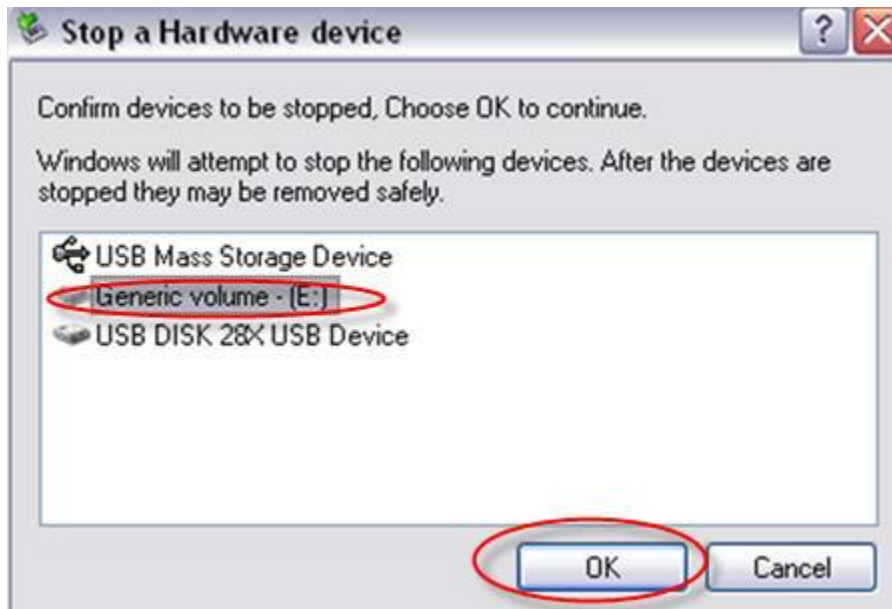 Stop a Hardware device
?
Confirm devices to be stopped, Choose OK to continue.
Windows will attempt to stop the following devices. After the devices are
stopped they may be removed safely.
USB Mass Storage Device
Generic volume - (E:)
USB DISK 28X USB Device
OK
Cancel